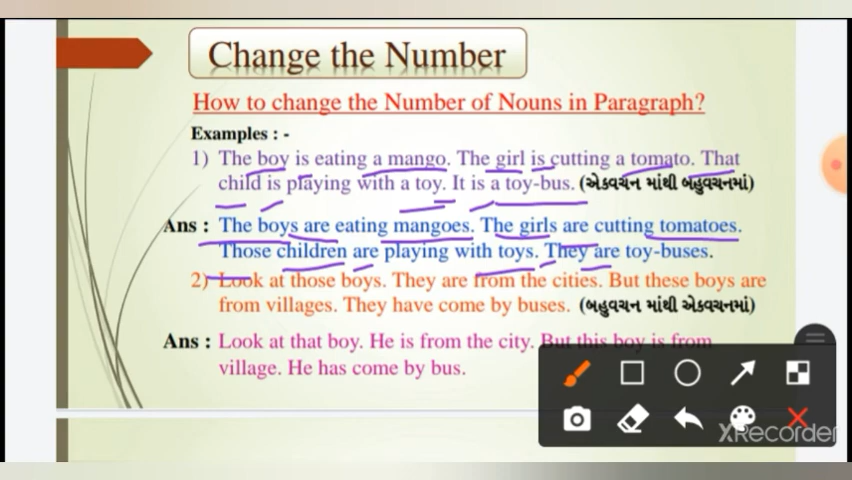 Change the Number
How to change the Number of Nouns in Paragraph?
Examples : -
1) The boy is eating a mango. The girl is cutting a tomato. That
child is playing with a toy. It is a toy-bus. (એકવચન માંથી બહુવચનમાં)
Ans : The boys are eating mangoes. The girls are cutting tomatoes.
Those children are playing with toys. They are toy-buses.
2) Look at those boys. They are from the cities. But these boys are
from villages. They have come by buses. (બહુવચન માંથી એકવચનમાં)
Ans : Look at that boy. He is from the city. But this boy is from
village. He has come by bus.
XRecorder